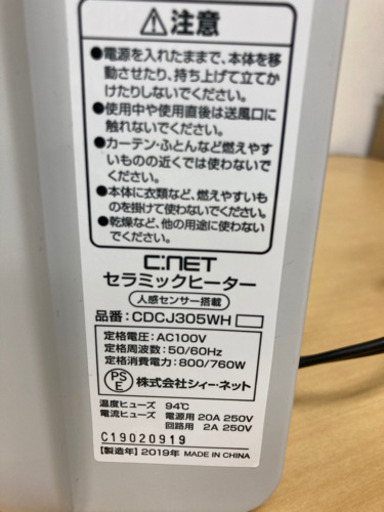 ⚠注意
●電源を入れたままで、本体を移
動させたり、持ち上げて立てか
けたりしないでください。
●使用中や使用直後は送風口に
触れないでください。
●カーテン・ふとんなど燃えやす
いものの近くでは使わないで
ください。
●本体に衣類など、燃えやすいも
のを掛けて使わないでください。
●乾燥など、他の用途に使わない
でください。
C:NET
セラミックヒーター
人感センサー搭載
品番：CDCJ305WH
定格電圧：AC100V
定格周波数：50/60Hz
定格消費電力：800/760W
PSE 株式会社シィー・ネット
温度ヒューズ 94℃
電流ヒューズ 電源用 20A 250V
回路用 2A 250V
C19020919
【製造年】2019年 MADE IN CHINA